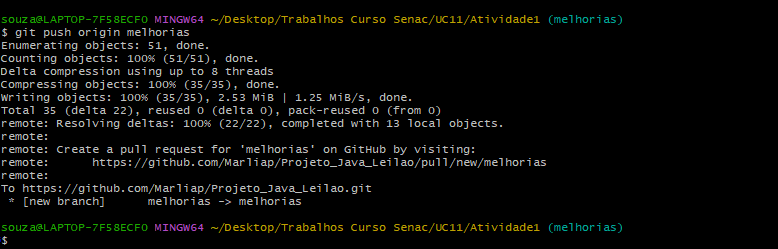 souza@LAPTOP-7F58ECF0 MINGW64 ~/Desktop/Trabalhos Curso Senac/UC11/Atividade1 (melhorias)
$ git push origin melhorias
Enumerating objects: 51, done.
Counting objects: 100% (51/51), done.
Delta compression using up to 8 threads
Compressing objects: 100% (35/35), done.
Writing objects: 100% (35/35), 2.53 MiB | 1.25 MiB/s, done.
Total 35 (delta 22), reused 0 (delta 0), pack-reused 0 (from 0)
remote: Resolving deltas: 100% (22/22), completed with 13 local objects.
remote:
remote: Create a pull request for 'melhorias' on GitHub by visiting:
remote:      https://github.com/Marliap/Projeto_Java_Leilao/pull/new/melhorias
remote:
To https://github.com/Marliap/Projeto_Java_Leilao.git
 * [new branch]      melhorias -> melhorias
souza@LAPTOP-7F58ECF0 MINGW64 ~/Desktop/Trabalhos Curso Senac/UC11/Atividade1 (melhorias)
$